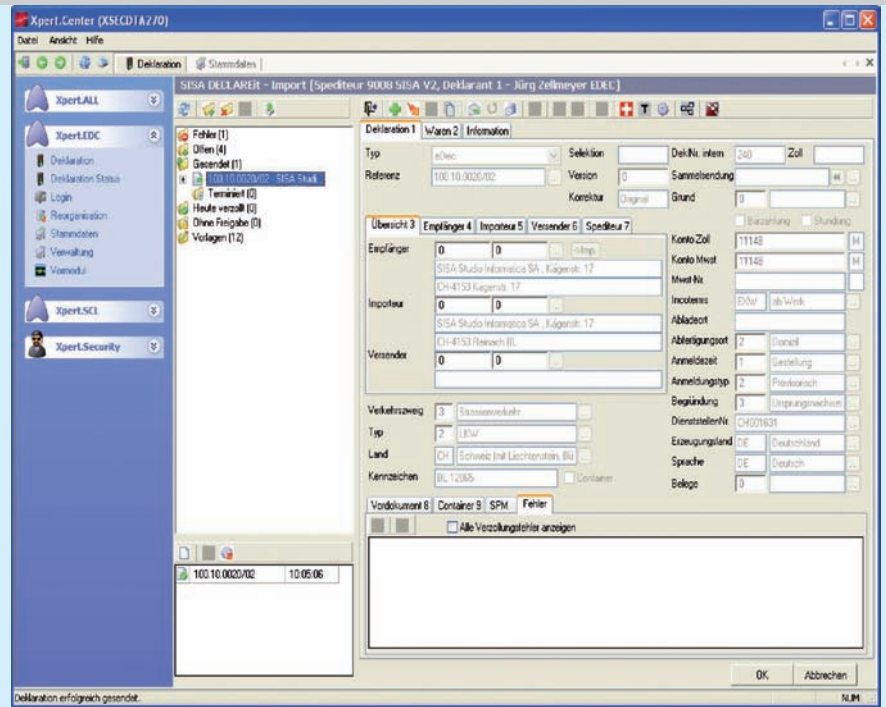 Xpert.Center (XSECDTA270)
Datei Ansicht Hilfe
Deklaration Stammdaten
SISA DECLAREit - Import [Spediteur 9008 SISA V2, Deklarant 1 - Jürg Zellmeyer EDEC]
Xpert.ALL
Xpert.EDC
Deklaration
Deklaration Status
Login
Reorganisation
Stammdaten
Verwaltung
Vormodul
Xpert.SCI
Xpert.Security
Fehler (1)
Offen (4)
Gesendet (1)
100.10.0020/02 - SISA Studi
Terminiert (0)
Heute verzollt (0)
Ohne Freigabe (0)
Vorlagen (12)
100.10.0020/02 10:05:06
Deklaration 1 Waren 2 Information
Typ eDec Selektion Dekl.Nr. intern 240 Zoll
Referenz 100.10.0020/02 Version 0 Sammelsendung
Korrektur Original Grund 0
Barzahlung Stundung
Übersicht 3 Empfänger 4 Importeur 5 Versender 6 Spediteur 7
Empfänger 0 0 ->Imp.
SISA Studio Informatica SA , Kägenstr. 17
CH-4153 Kägenstr. 17
Importeur 0 0
SISA Studio Informatica SA , Kägenstr. 17
CH-4153 Reinach BL
Versender 0 0
Konto Zoll 11148 M
Konto Mwst 11148 M
Mwst-Nr.
Incoterms EXW ab Werk
Abladeort
Abfertigungsort 2 Domizil
Anmeldezeit 1 Gestellung
Anmeldungstyp 2 Provisorisch
Begründung 3 Ursprungsnachwei
DienststellenNr. CH001631
Erzeugungsland DE Deutschland
Sprache DE Deutsch
Belege 0
Verkehrszweig 3 Strassenverkehr
Typ 2 LKW
Land CH Schweiz (mit Liechtenstein, Bü
Kennzeichen BL 12865 Container
Vordokument 8 Container 9 SPM Fehler
Alle Verzollungsfehler anzeigen
OK Abbrechen
Deklaration erfolgreich gesendet. NUM